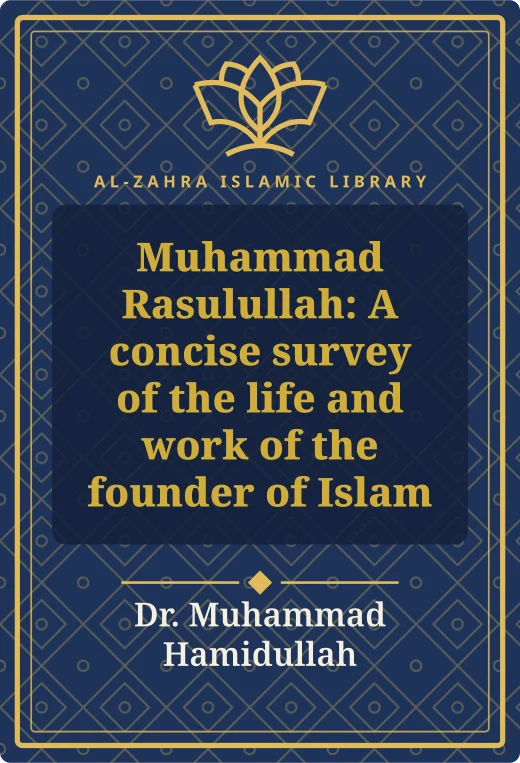 AL-ZAHRA ISLAMIC LIBRARY
Muhammad
Rasulullah: A
concise survey
of the life and
work of the
founder of Islam
Dr. Muhammad
Hamidullah